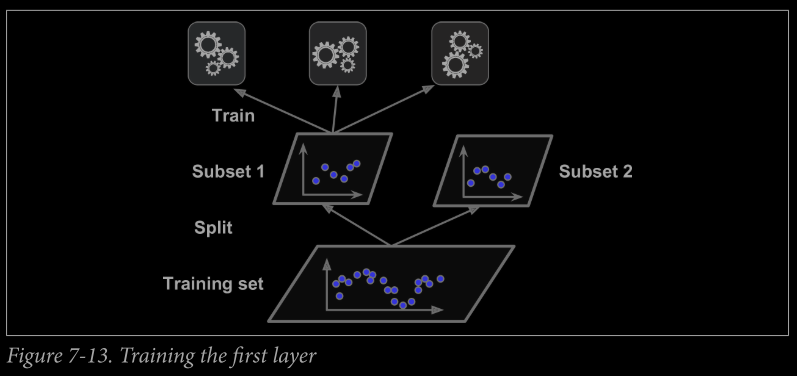 Train
Subset 1
Subset 2
Split
Training set
Figure 7-13. Training the first layer